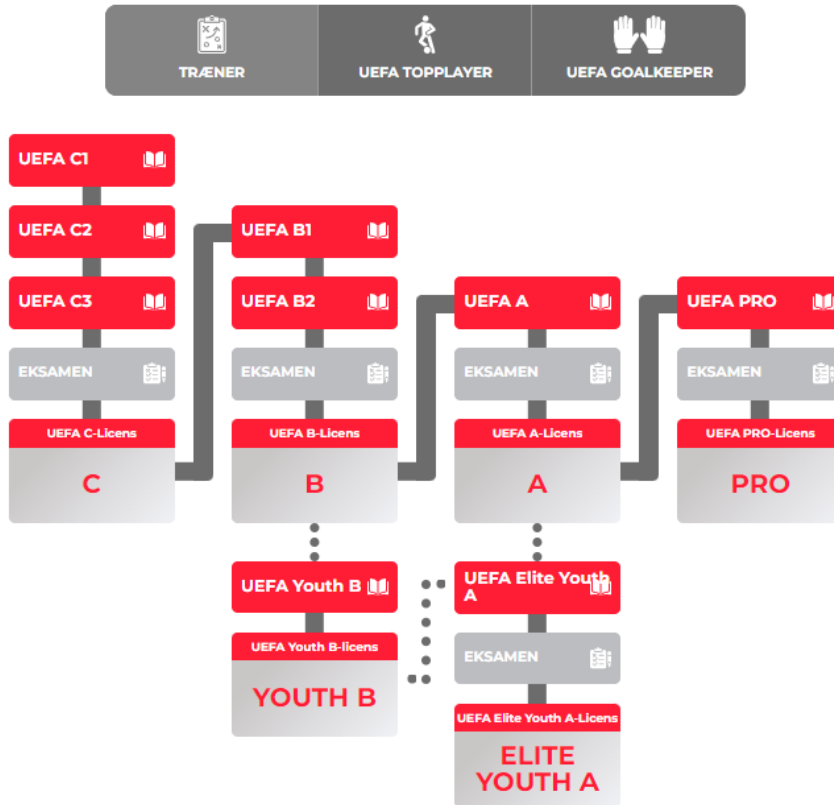 TRÆNER
UEFA TOPPLAYER
UEFA GOALKEEPER
UEFA C1
UEFA C2
UEFA C3
EKSAMEN
UEFA C-Licens
C
UEFA B1
UEFA B2
EKSAMEN
UEFA B-Licens
B
UEFA Youth B
UEFA Youth B-licens
YOUTH B
UEFA A
EKSAMEN
UEFA A-Licens
A
UEFA Elite Youth
A
EKSAMEN
UEFA Elite Youth A-Licens
ELITE
YOUTH A
UEFA PRO
EKSAMEN
UEFA PRO-Licens
PRO